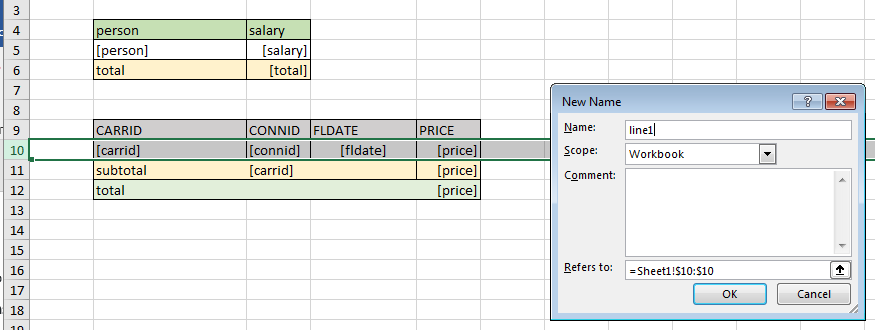 3
4 person salary
5 [person] [salary]
6 total [total]
7
8
9 CARRID CONNID FLDATE PRICE
10 [carrid] [connid] [fldate] [price]
11 subtotal [carrid] [price]
12 total [price]
13
14
15
16
17
18
New Name
?
Name: line1
Scope: Workbook
Comment:
Refers to: =Sheet1!$10:$10
OK Cancel